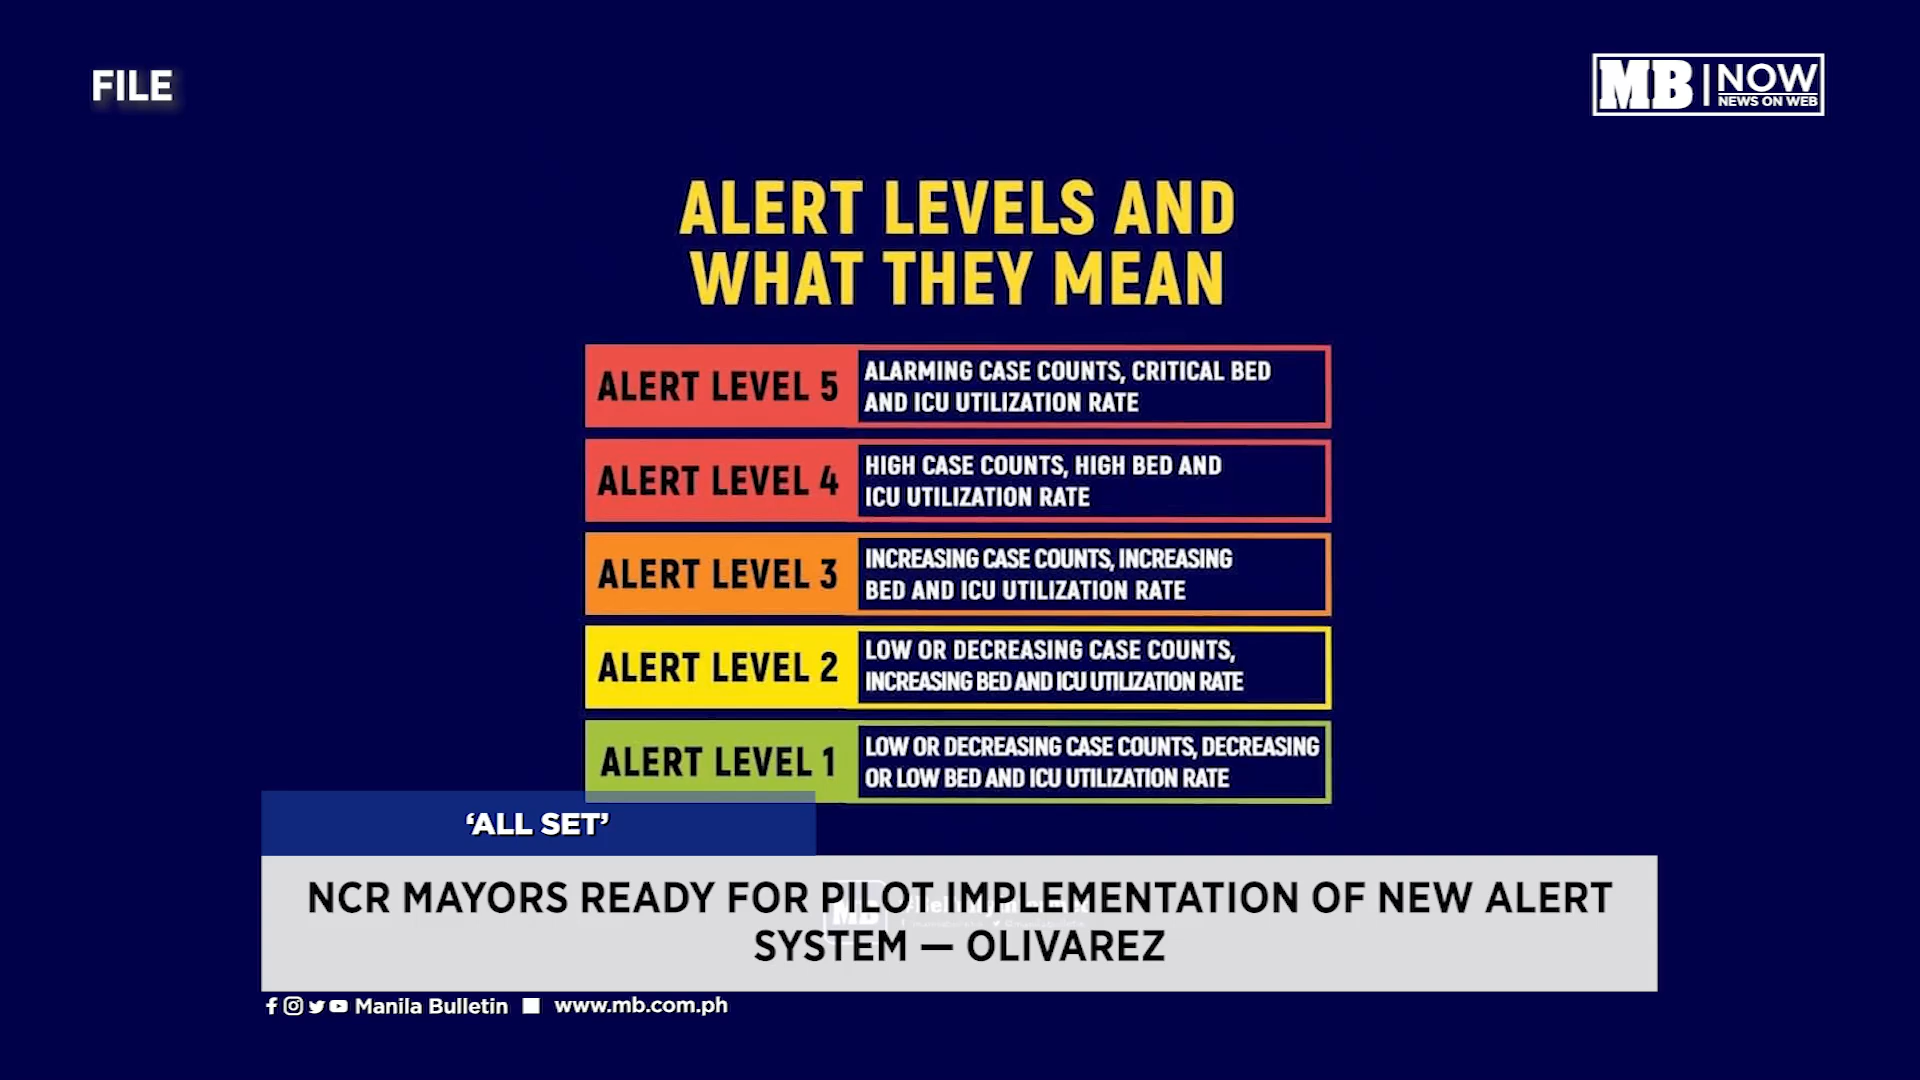 FILE
MB NOW
NEWS ON WEB
ALERT LEVELS AND
WHAT THEY MEAN
ALERT LEVEL 5
ALARMING CASE COUNTS, CRITICAL BED
AND ICU UTILIZATION RATE
ALERT LEVEL 4
HIGH CASE COUNTS, HIGH BED AND
ICU UTILIZATION RATE
ALERT LEVEL 3
INCREASING CASE COUNTS, INCREASING
BED AND ICU UTILIZATION RATE
ALERT LEVEL 2
LOW OR DECREASING CASE COUNTS,
INCREASING BED AND ICU UTILIZATION RATE
ALERT LEVEL 1
LOW OR DECREASING CASE COUNTS, DECREASING
OR LOW BED AND ICU UTILIZATION RATE
‘ALL SET’
NCR MAYORS READY FOR PILOT IMPLEMENTATION OF NEW ALERT
SYSTEM — OLIVAREZ
Manila Bulletin www.mb.com.ph